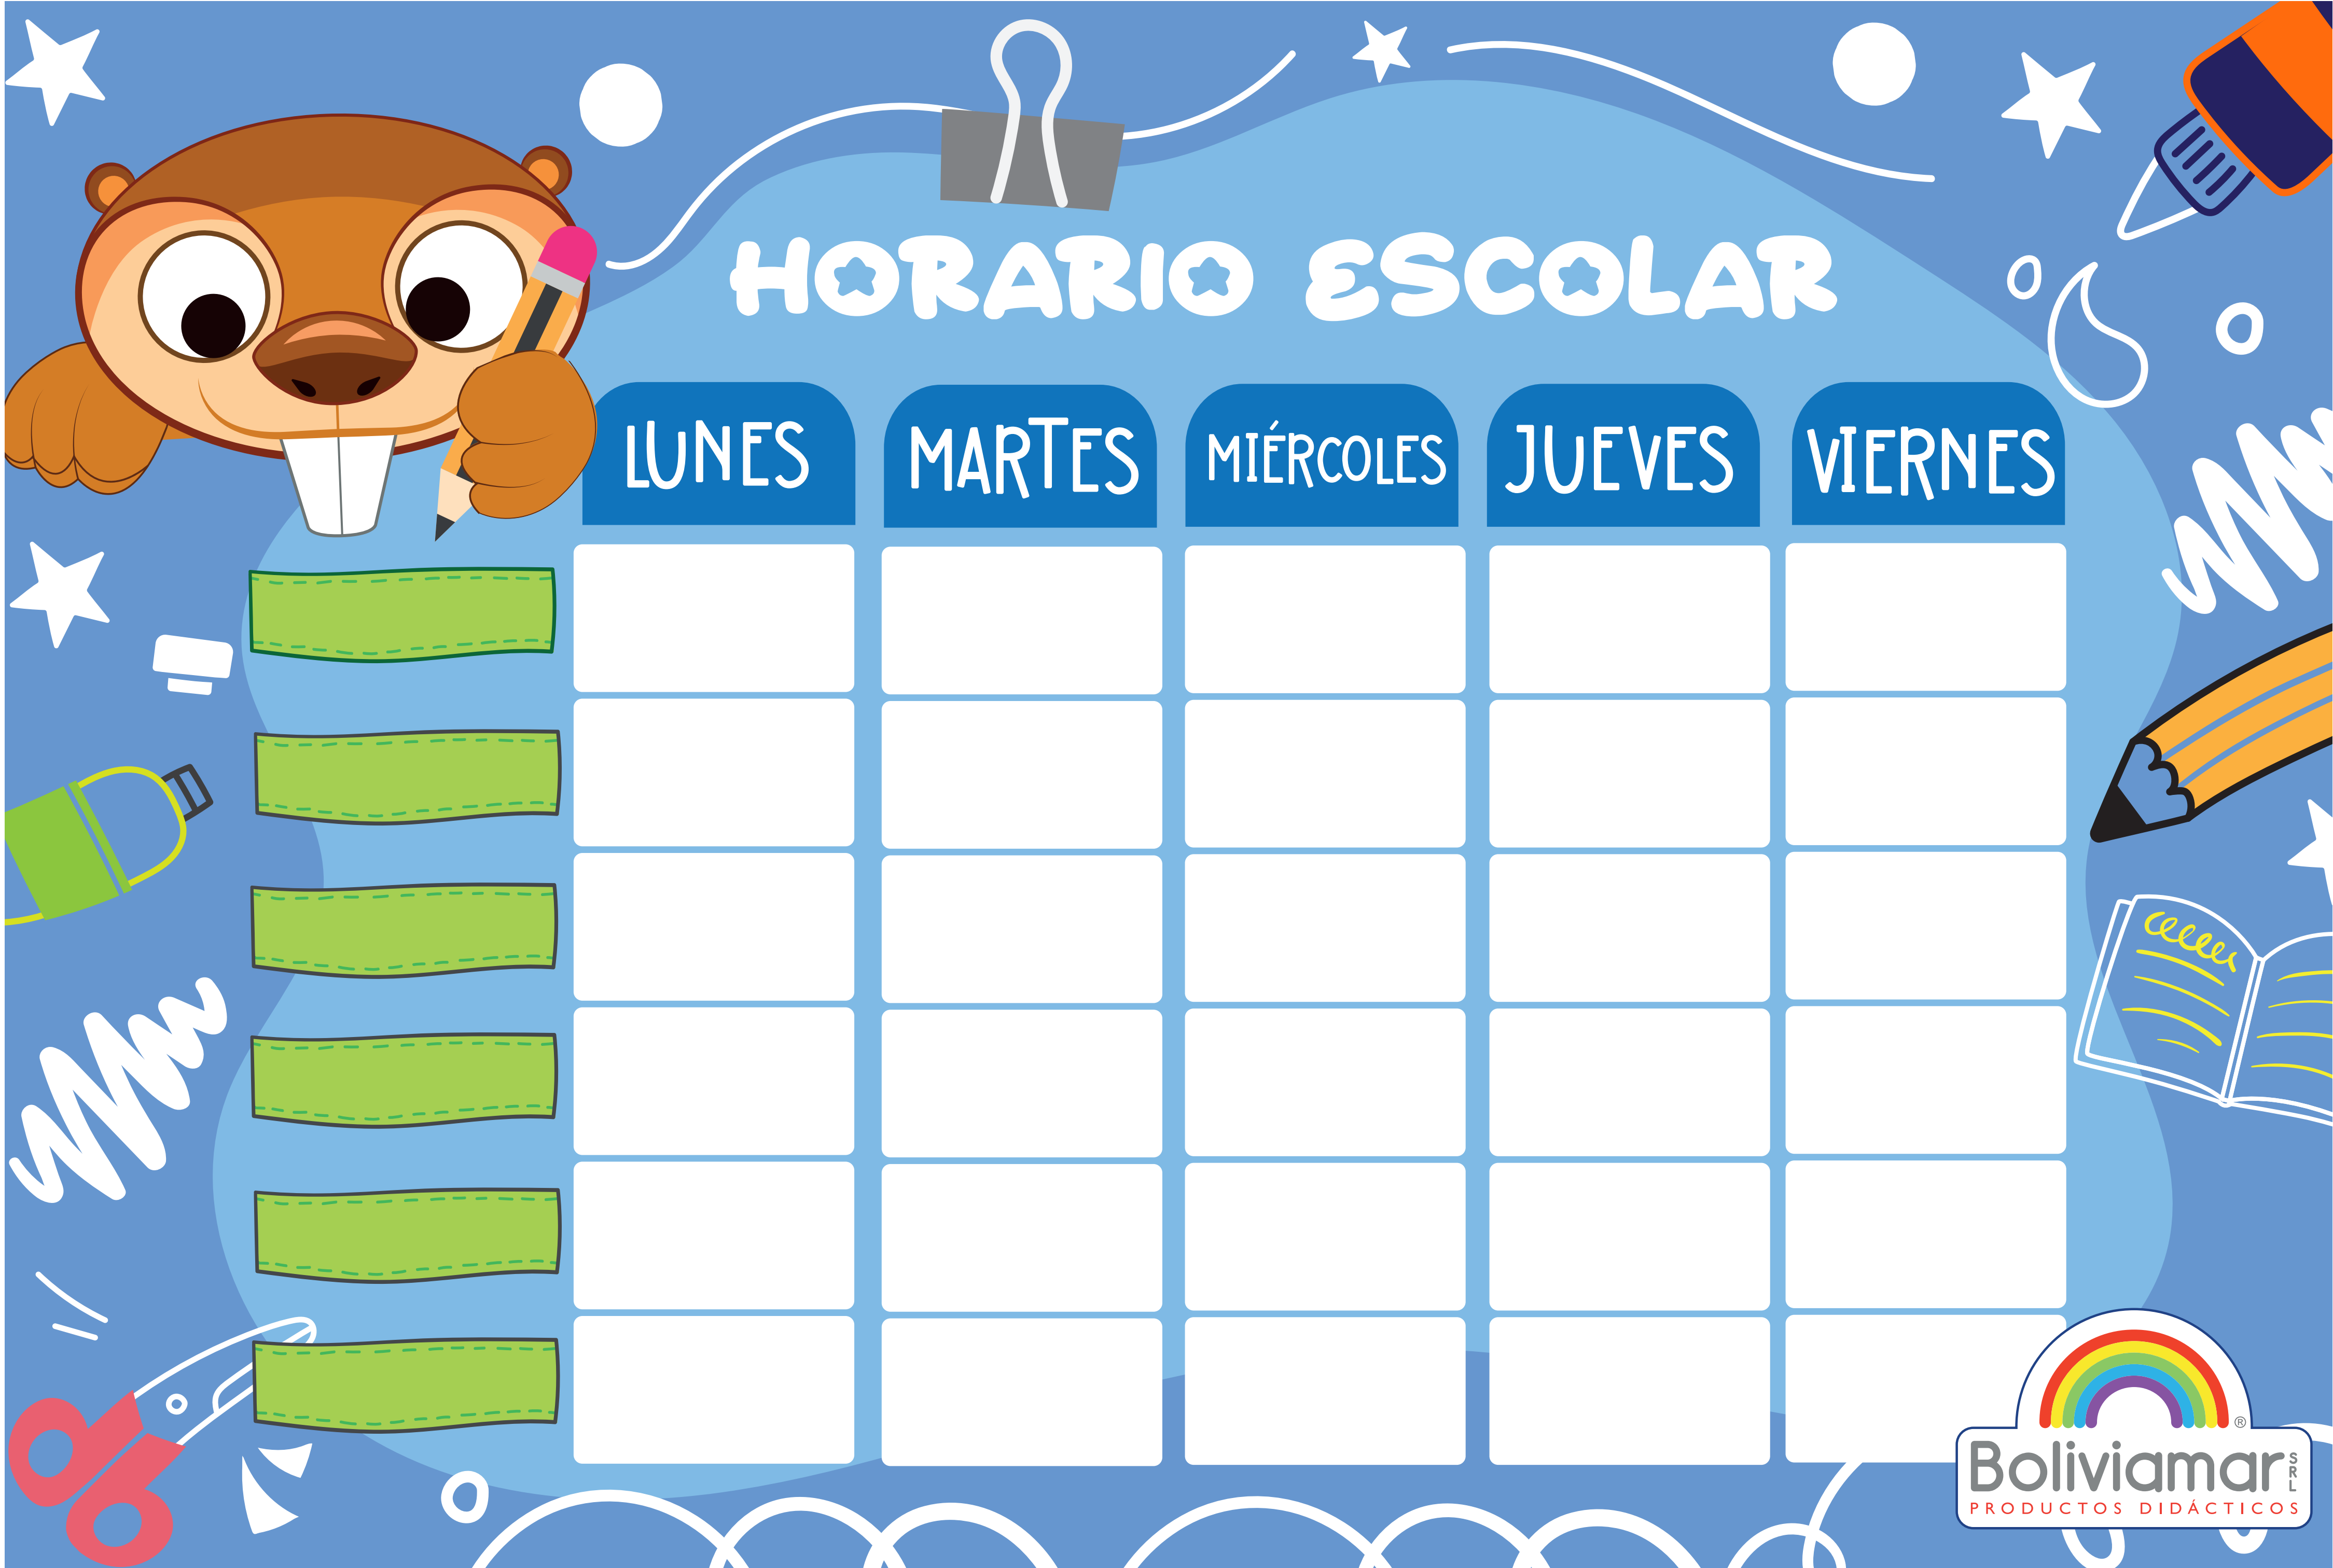 HORARIO ESCOLAR
LUNES MARTES MIÉRCOLES JUEVES VIERNES
®
Boliviamar SRL
PRODUCTOS DIDÁCTICOS